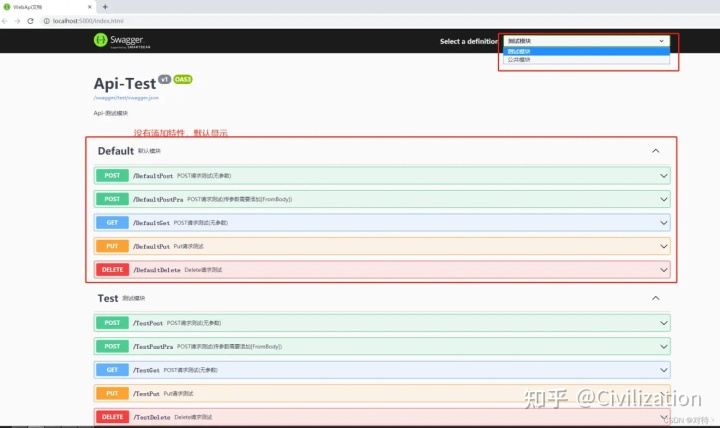 WebApi文档
localhost:5000/index.html
Swagger
Supported by SMARTBEAR
Select a definition
测试模块
测试模块
公共模块
Api-Test v1 OAS3
/swagger/test/swagger.json
Api-测试模块
没有添加特性、默认显示
Default 默认模块
POST /DefaultPost POST请求测试(无参数)
POST /DefaultPostPra POST请求测试(待参数需要添加[FromBody])
GET /DefaultGet POST请求测试(无参数)
PUT /DefaultPut Put请求测试
DELETE /DefaultDelete Delete请求测试
Test 测试模块
POST /TestPost POST请求测试(无参数)
POST /TestPostPra POST请求测试(待参数需要添加[FromBody])
GET /TestGet POST请求测试(无参数)
PUT /TestPut Put请求测试
DELETE /TestDelete Delete请求测试
知乎 @Civilization
CSDN @对待丶